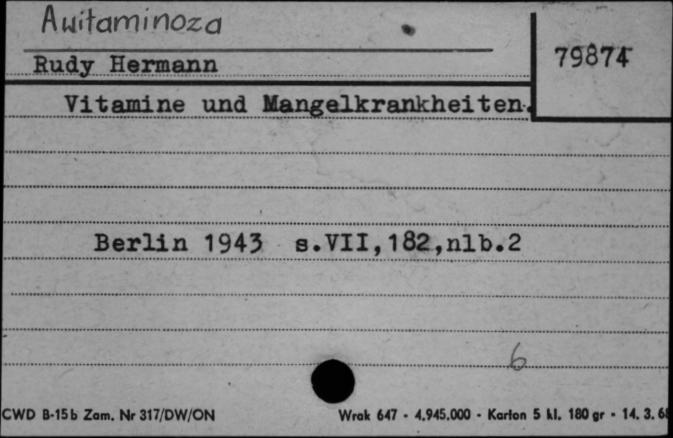 Awitaminoza
Rudy Hermann
79874
Vitamine und Mangelkrankheiten.
Berlin 1943 s.VII,182,nlb.2
6
CWD B-15b Zam. Nr 317/DW/ON
Wrak 647 - 4,945.000 - Karton 5 kl. 180 gr - 14. 3. 68